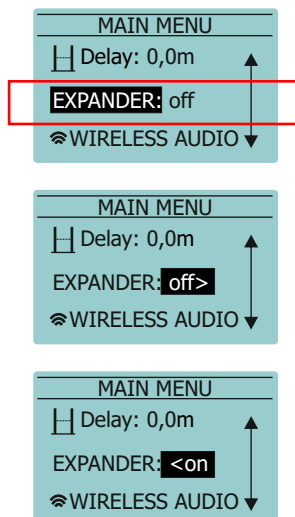 MAIN MENU
Delay: 0,0m
EXPANDER: off
WIRELESS AUDIO
MAIN MENU
Delay: 0,0m
EXPANDER: off>
WIRELESS AUDIO
MAIN MENU
Delay: 0,0m
EXPANDER: <on
WIRELESS AUDIO